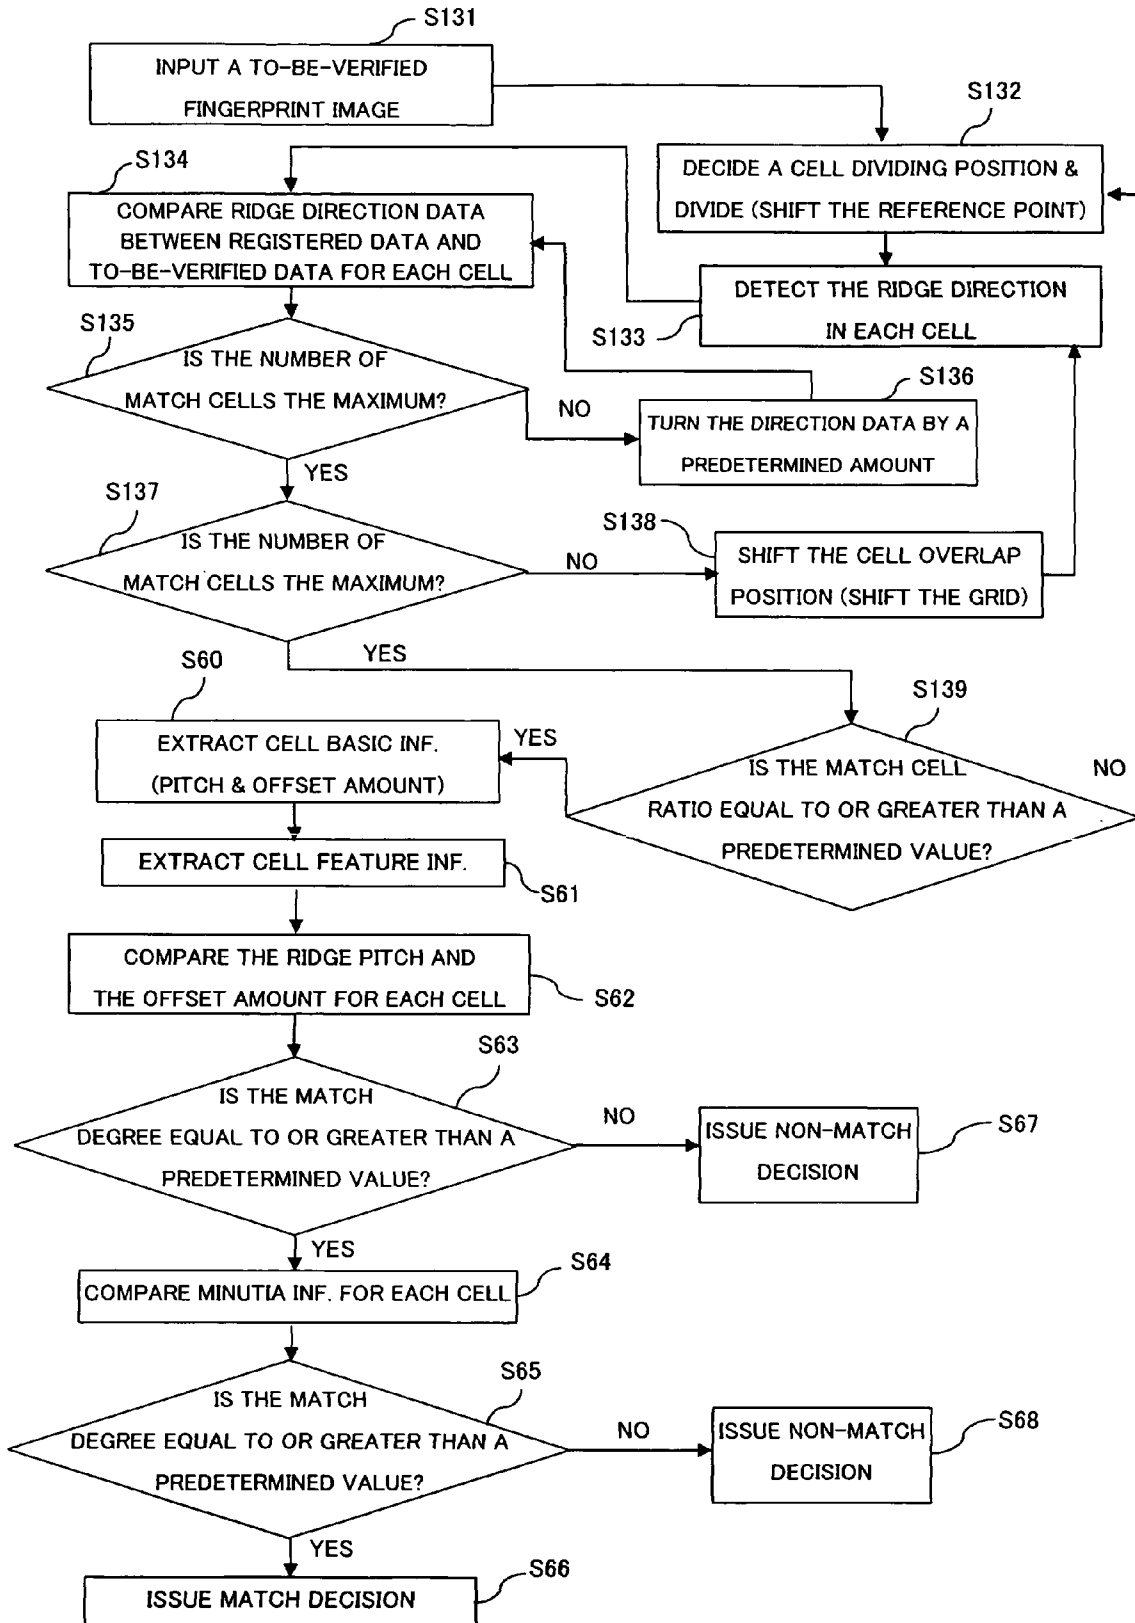 S131
INPUT A TO-BE-VERIFIED
FINGERPRINT IMAGE
S132
DECIDE A CELL DIVIDING POSITION &
DIVIDE (SHIFT THE REFERENCE POINT)
S134
COMPARE RIDGE DIRECTION DATA
BETWEEN REGISTERED DATA AND
TO-BE-VERIFIED DATA FOR EACH CELL
DETECT THE RIDGE DIRECTION
IN EACH CELL
S133
S135
IS THE NUMBER OF
MATCH CELLS THE MAXIMUM?
NO
S136
TURN THE DIRECTION DATA BY A
PREDETERMINED AMOUNT
YES
S137
IS THE NUMBER OF
MATCH CELLS THE MAXIMUM?
NO
S138
SHIFT THE CELL OVERLAP
POSITION (SHIFT THE GRID)
YES
S139
IS THE MATCH CELL
RATIO EQUAL TO OR GREATER THAN A
PREDETERMINED VALUE?
NO
YES
S60
EXTRACT CELL BASIC INF.
(PITCH & OFFSET AMOUNT)
EXTRACT CELL FEATURE INF.
S61
COMPARE THE RIDGE PITCH AND
THE OFFSET AMOUNT FOR EACH CELL
S62
S63
IS THE MATCH
DEGREE EQUAL TO OR GREATER THAN A
PREDETERMINED VALUE?
NO
ISSUE NON-MATCH
DECISION
S67
YES
S64
COMPARE MINUTIA INF. FOR EACH CELL
S65
IS THE MATCH
DEGREE EQUAL TO OR GREATER THAN A
PREDETERMINED VALUE?
NO
ISSUE NON-MATCH
DECISION
S68
YES
S66
ISSUE MATCH DECISION